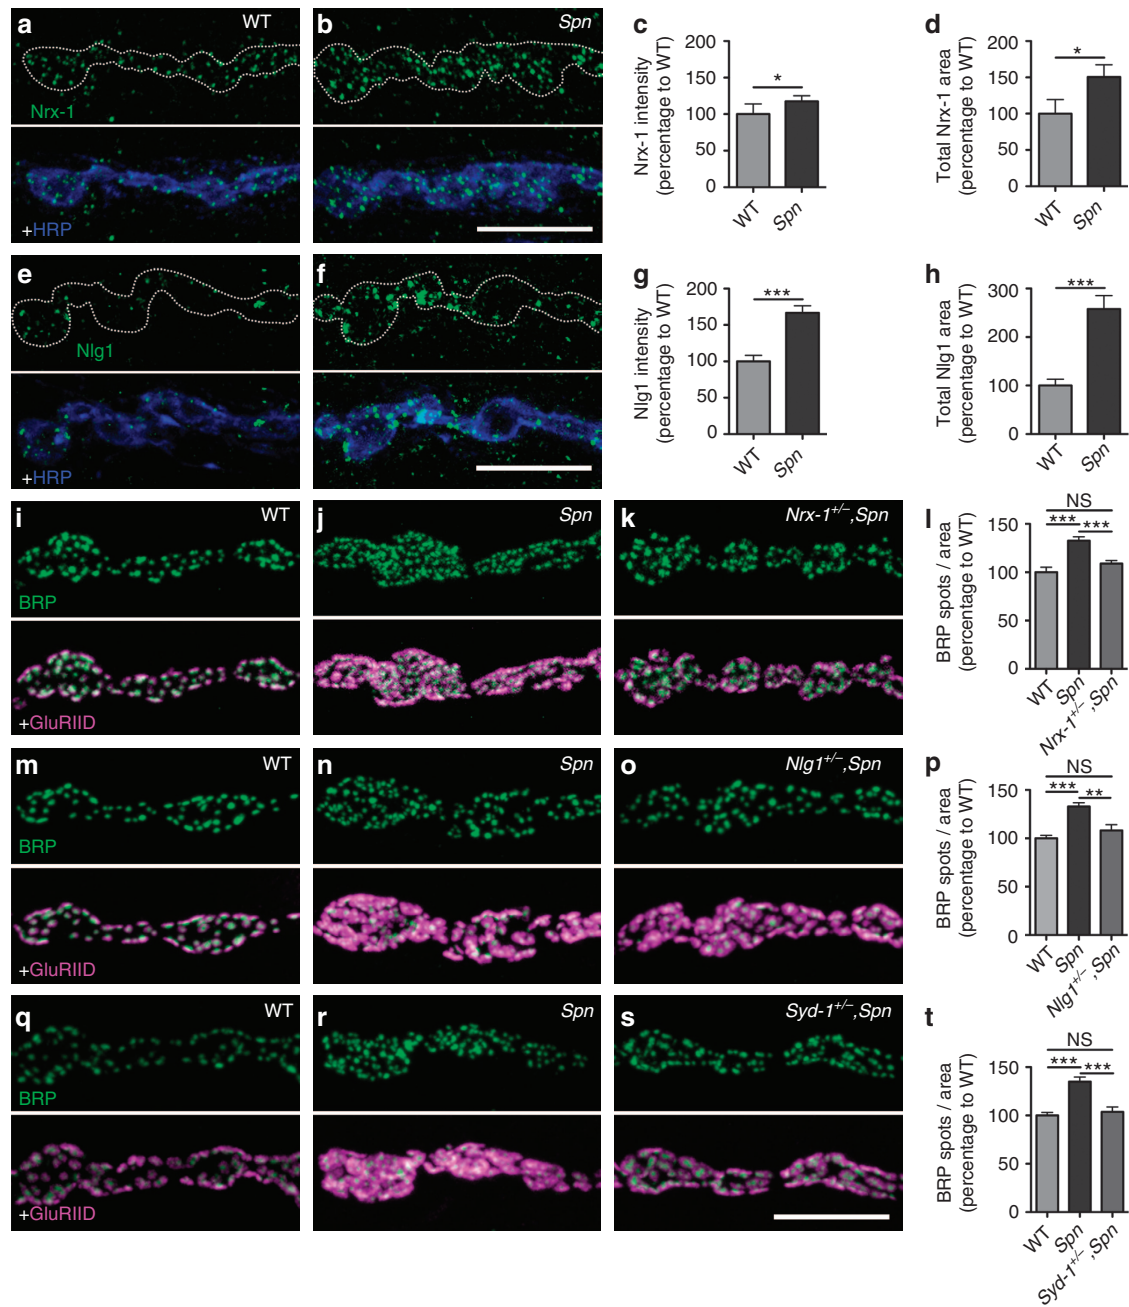 a WT
Nrx-1
+HRP
b Spn
c
Nrx-1 intensity
(percentage to WT)
200
150
100
50
0
*
WT
Spn
d
Total Nrx-1 area
(percentage to WT)
200
150
100
50
0
*
WT
Spn
e
Nlg1
+HRP
f
g
Nlg1 intensity
(percentage to WT)
200
150
100
50
0
***
WT
Spn
h
Total Nlg1 area
(percentage to WT)
300
200
100
0
***
WT
Spn
i WT
BRP
+GluRIID
j Spn
k Nrx-1+/–,Spn
l
BRP spots / area
(percentage to WT)
150
100
50
0
NS
*** ***
WT
Spn
Nrx-1+/–,Spn
m WT
BRP
+GluRIID
n Spn
o Nlg1+/–,Spn
p
BRP spots / area
(percentage to WT)
150
100
50
0
NS
*** **
WT
Spn
Nlg1+/–,Spn
q WT
BRP
+GluRIID
r Spn
s Syd-1+/–,Spn
t
BRP spots / area
(percentage to WT)
150
100
50
0
NS
*** ***
WT
Spn
Syd-1+/–,Spn